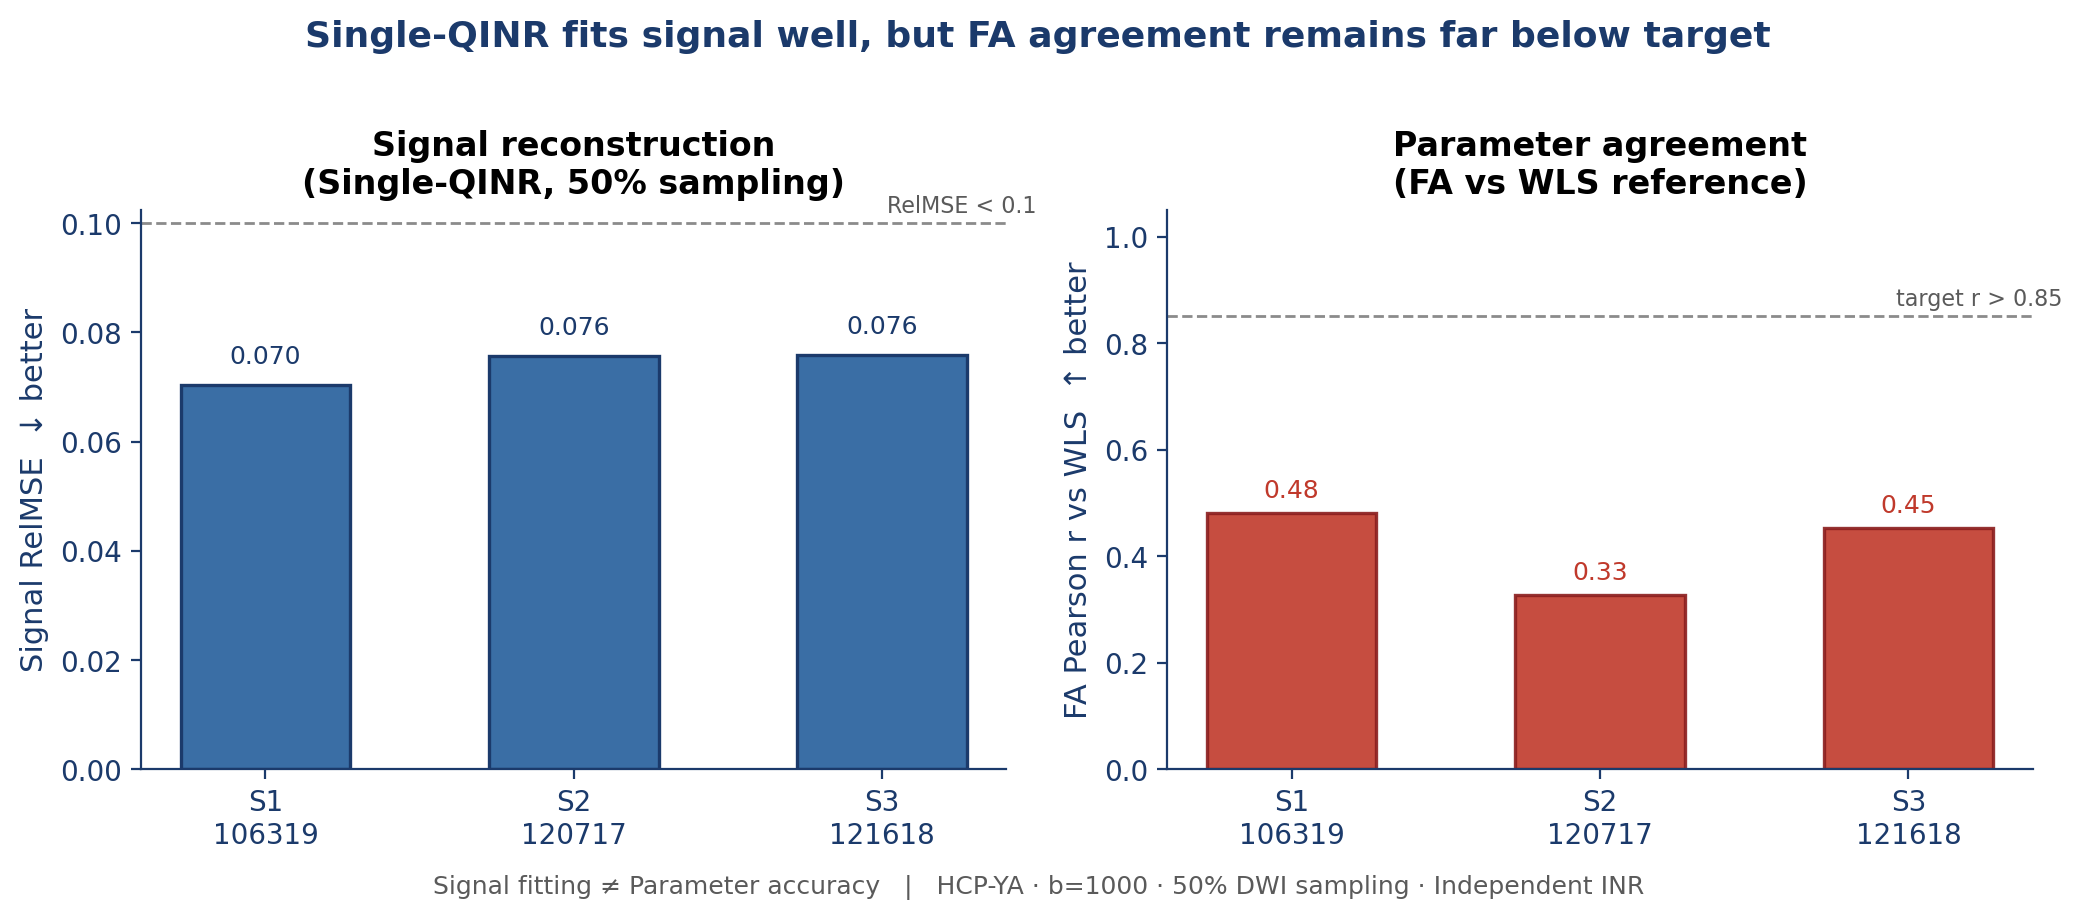 Single-QINR fits signal well, but FA agreement remains far below target
Signal reconstruction
(Single-QINR, 50% sampling)
RelMSE < 0.1
Signal RelMSE ↓ better
0.10
0.08
0.06
0.04
0.02
0.00
0.070
0.076
0.076
S1
106319
S2
120717
S3
121618
Parameter agreement
(FA vs WLS reference)
target r > 0.85
FA Pearson r vs WLS ↑ better
1.0
0.8
0.6
0.4
0.2
0.0
0.48
0.33
0.45
S1
106319
S2
120717
S3
121618
Signal fitting ≠ Parameter accuracy | HCP-YA · b=1000 · 50% DWI sampling · Independent INR